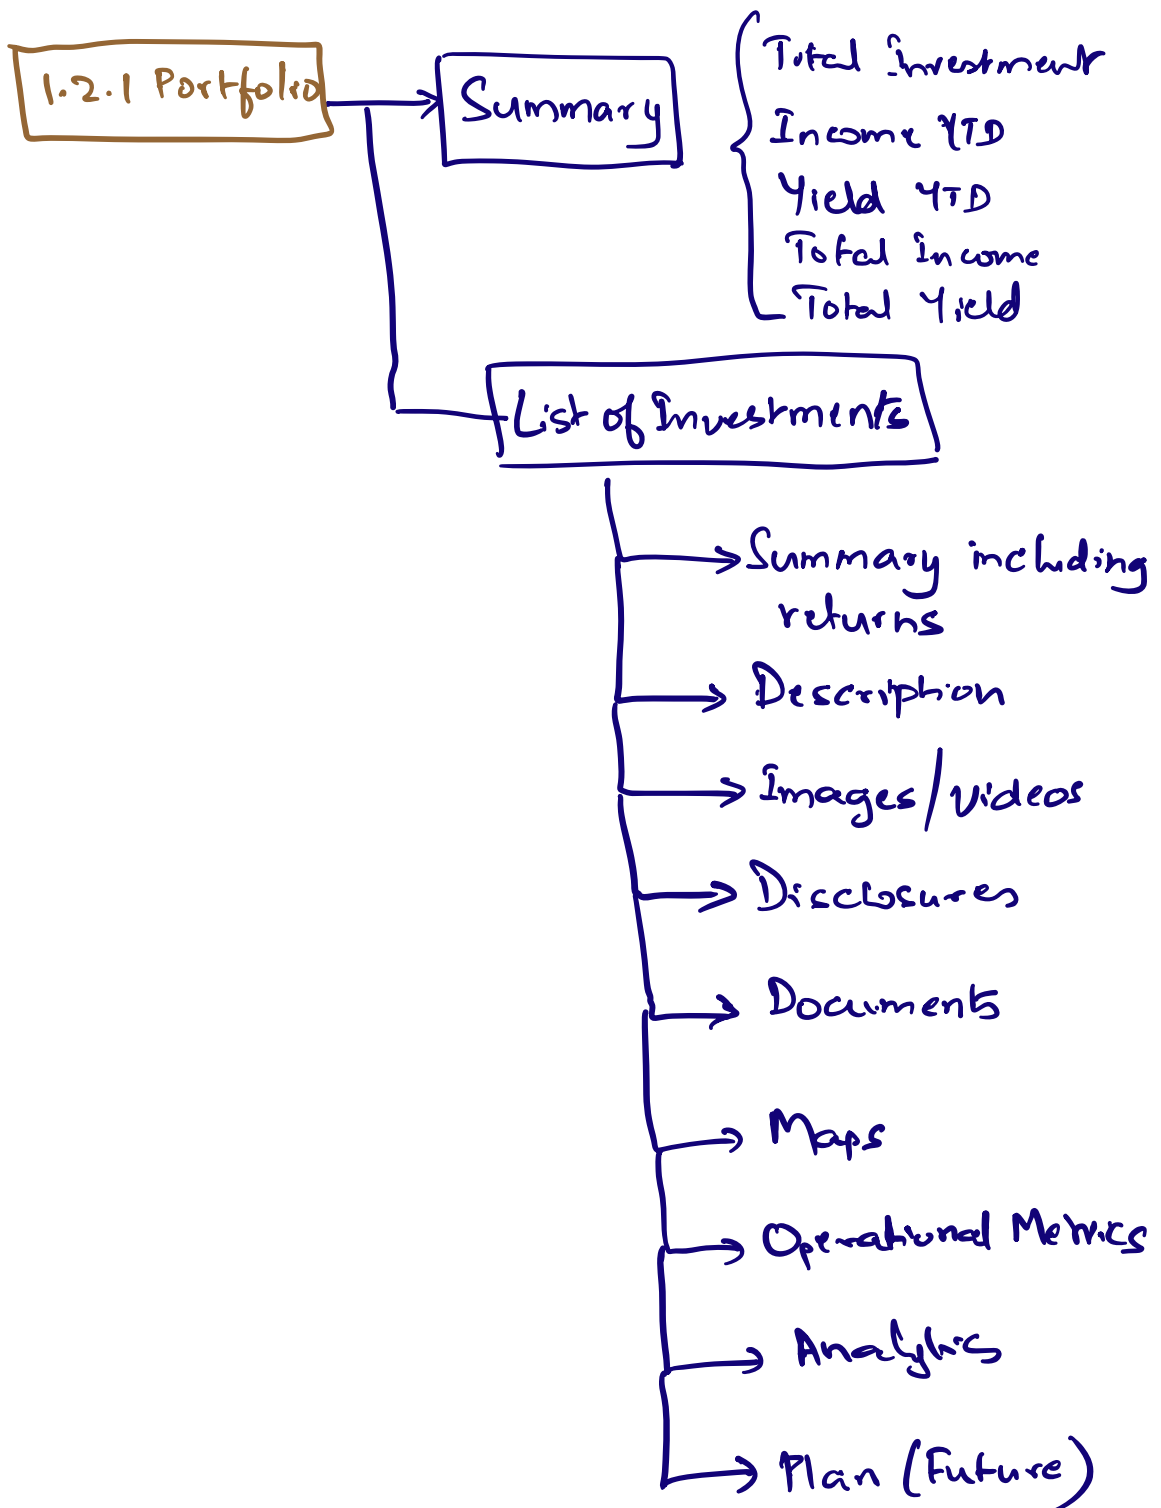 1.2.1 Portfolio
Summary
Total Investment
Income YTD
Yield YTD
Total Income
Total Yield
List of Investments
Summary including
returns
Description
Images/videos
Disclosures
Documents
Maps
Operational Metrics
Analytics
Plan (Future)